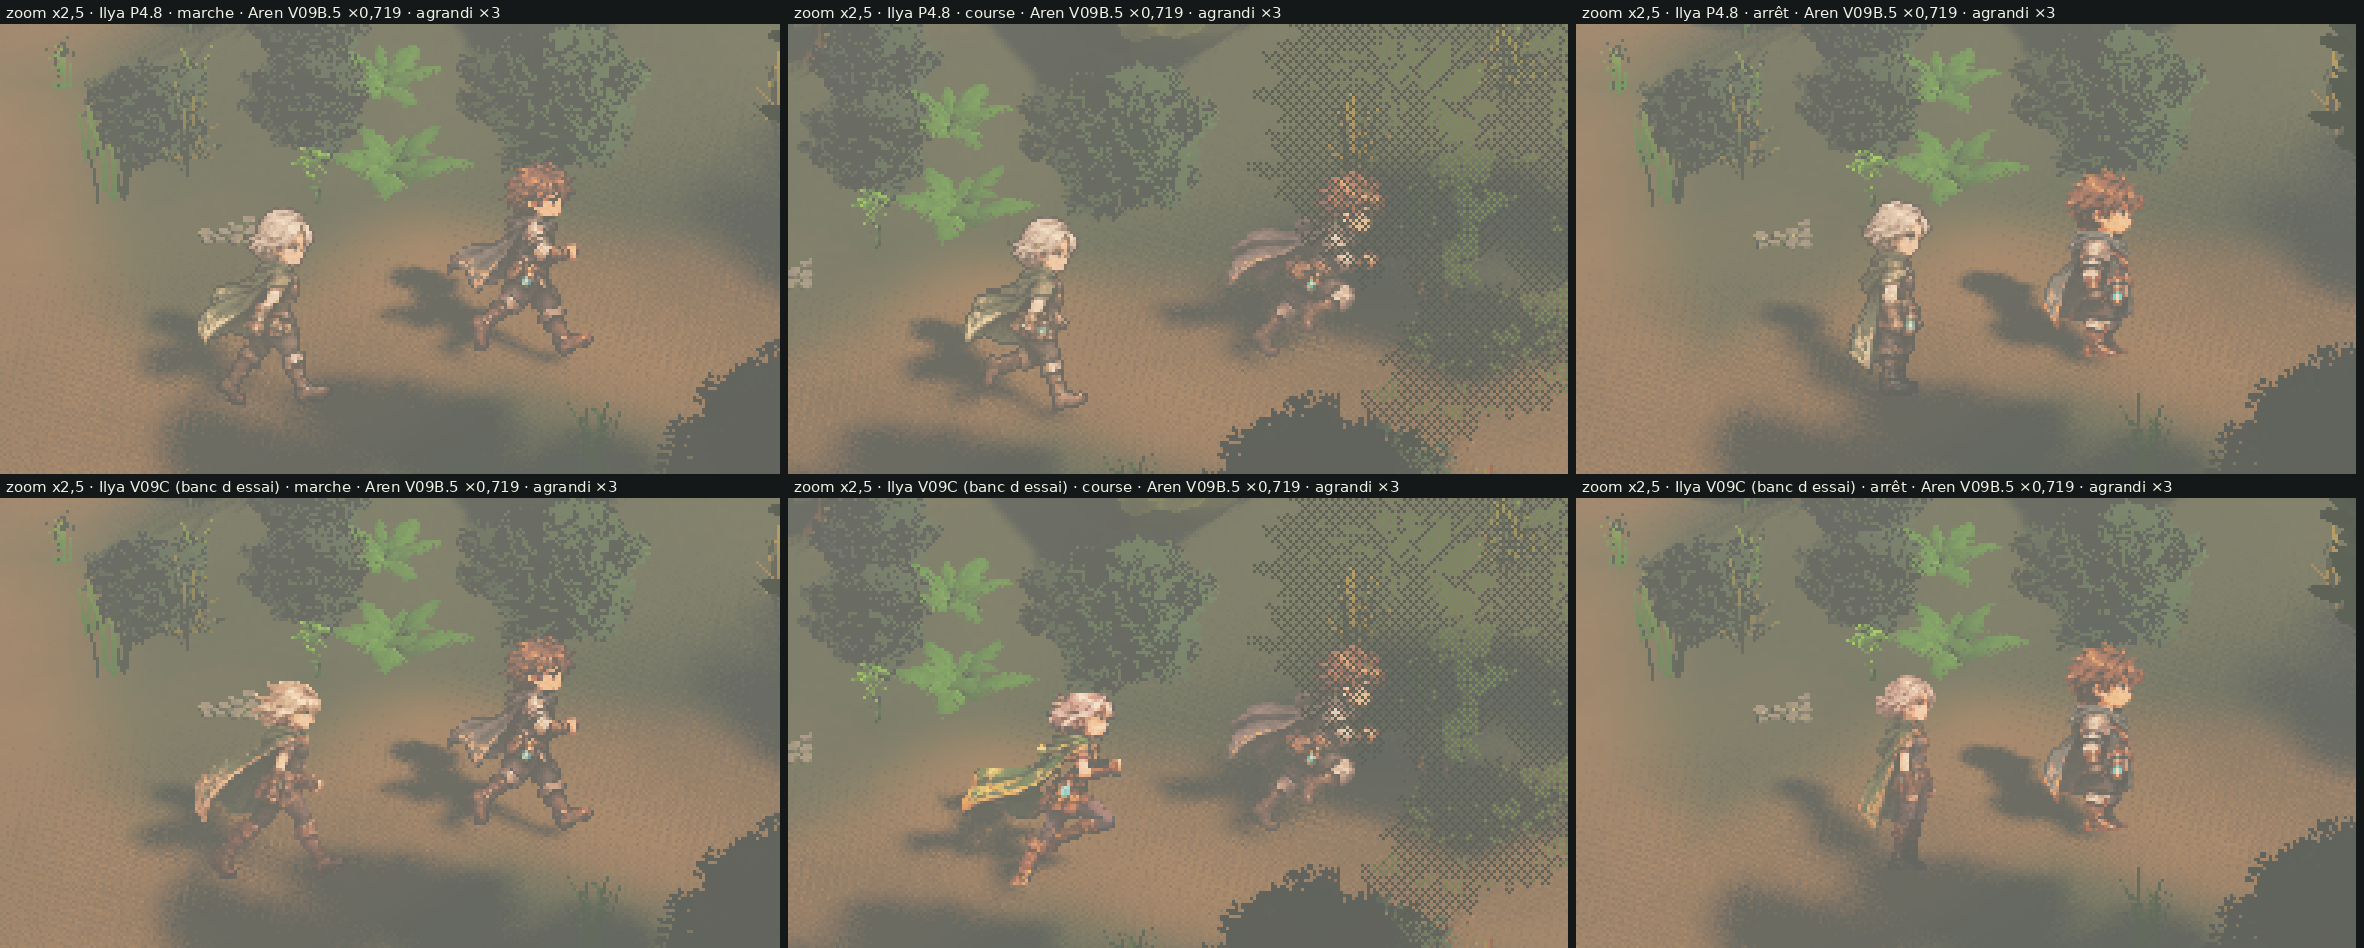 zoom x2,5 · Ilya P4.8 · marche · Aren V09B.5 ×0,719 · agrandi ×3
zoom x2,5 · Ilya P4.8 · course · Aren V09B.5 ×0,719 · agrandi ×3
zoom x2,5 · Ilya P4.8 · arrêt · Aren V09B.5 ×0,719 · agrandi ×3
zoom x2,5 · Ilya V09C (banc d essai) · marche · Aren V09B.5 ×0,719 · agrandi ×3
zoom x2,5 · Ilya V09C (banc d essai) · course · Aren V09B.5 ×0,719 · agrandi ×3
zoom x2,5 · Ilya V09C (banc d essai) · arrêt · Aren V09B.5 ×0,719 · agrandi ×3